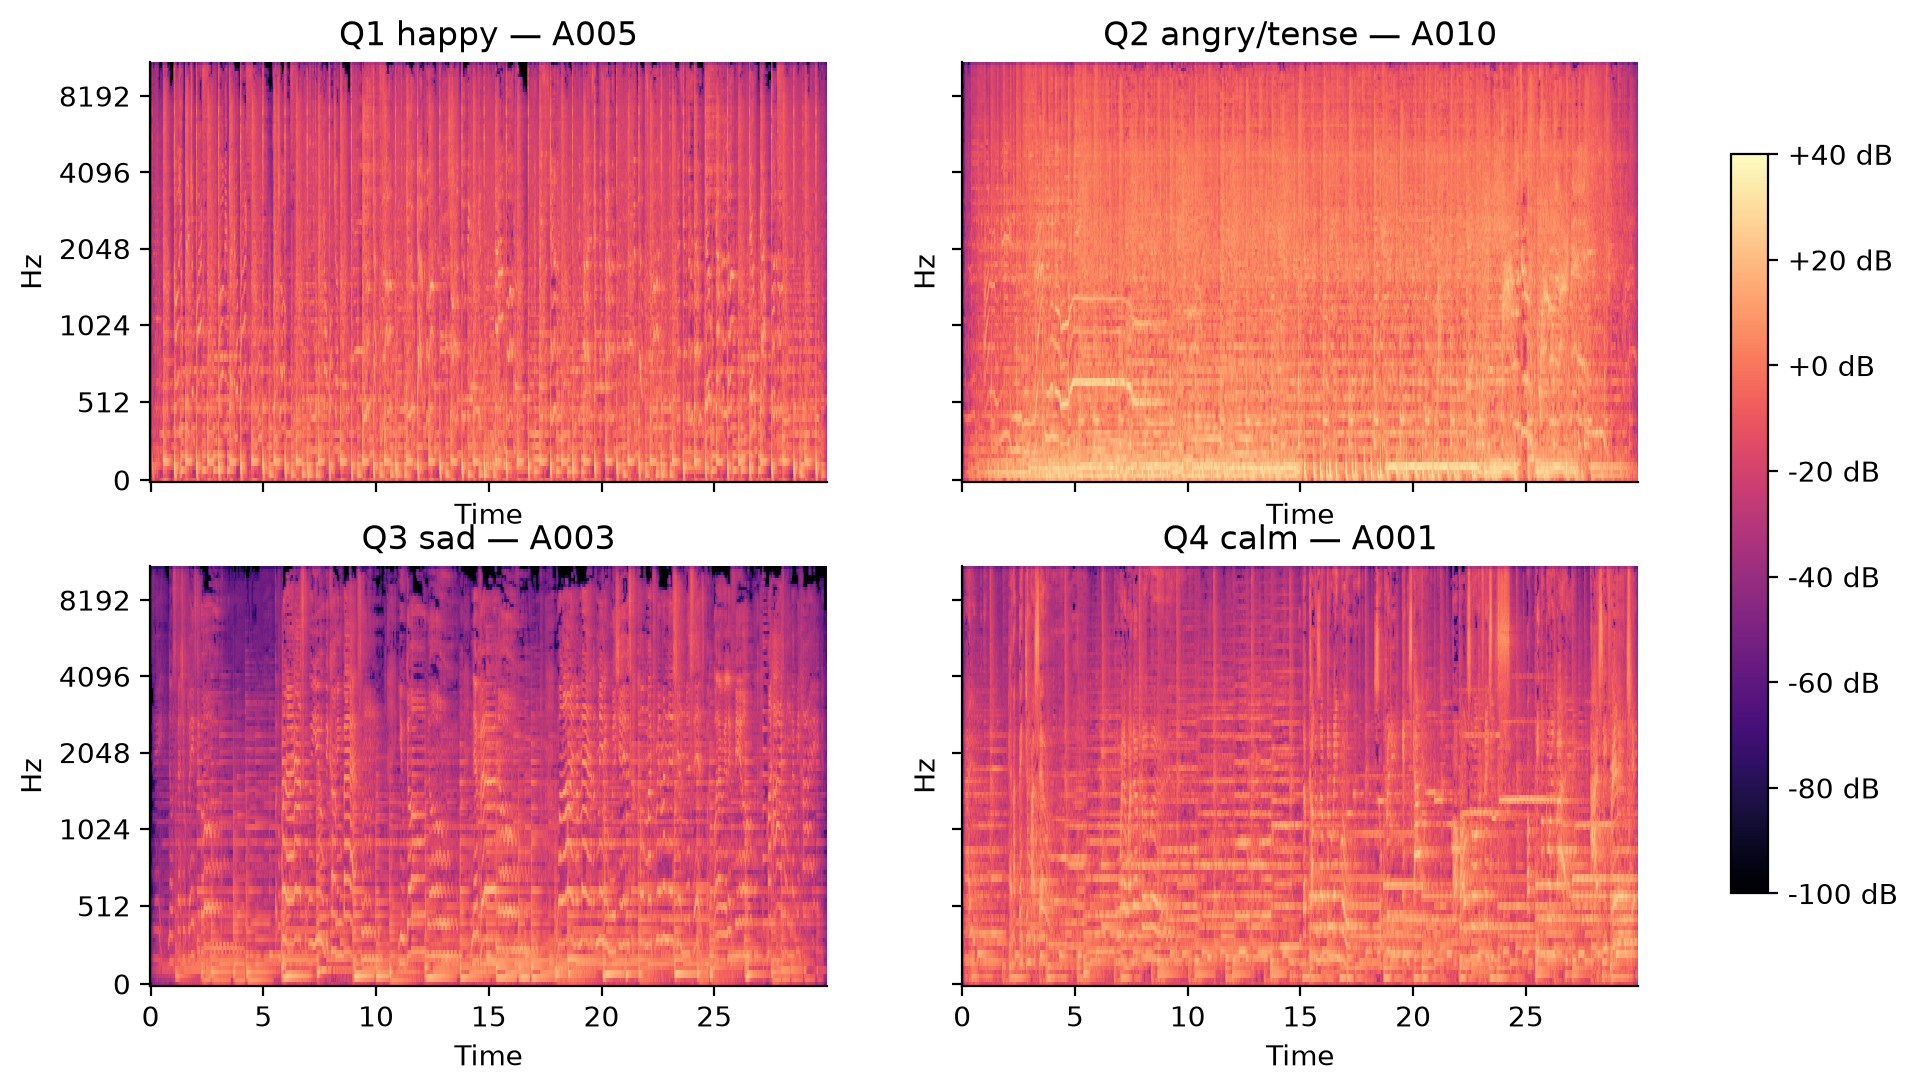 Q1 happy — A005
Q2 angry/tense — A010
8192
4096
2048
1024
512
0
Hz
Time
Hz
Time
Q3 sad — A003
Q4 calm — A001
8192
4096
2048
1024
512
0
Hz
0 5 10 15 20 25
Time
Hz
0 5 10 15 20 25
Time
+40 dB
+20 dB
+0 dB
-20 dB
-40 dB
-60 dB
-80 dB
-100 dB